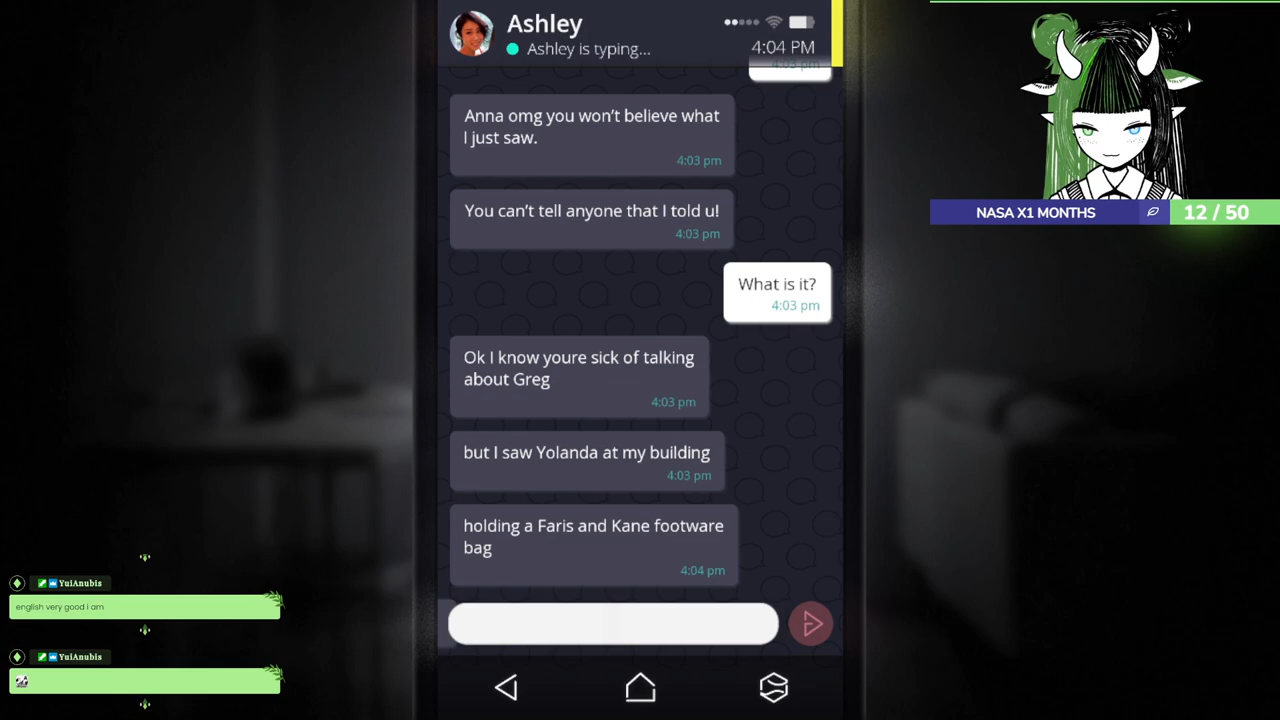 Ashley
Ashley is typing...
4:04 PM
4:03 pm
Anna omg you won't believe what
I just saw.
4:03 pm
You can't tell anyone that I told u!
4:03 pm
What is it?
4:03 pm
Ok I know youre sick of talking
about Greg
4:03 pm
but I saw Yolanda at my building
4:03 pm
holding a Faris and Kane footware
bag
4:04 pm
NASA X1 MONTHS
12 / 50
YuiAnubis
english very good i am
YuiAnubis